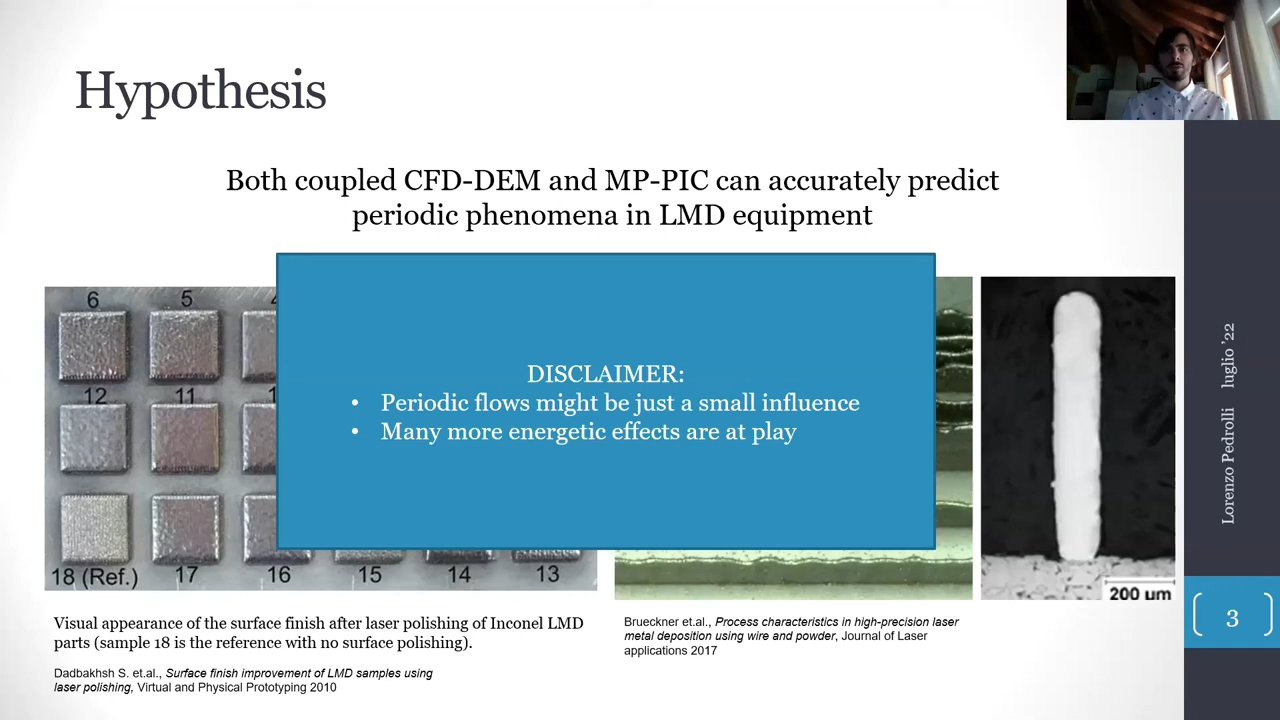 Hypothesis
Both coupled CFD-DEM and MP-PIC can accurately predict
periodic phenomena in LMD equipment
6
5
12
11
1
18 (Ref.)
17
16
15
14
13
DISCLAIMER:
• Periodic flows might be just a small influence
• Many more energetic effects are at play
200 µm
Visual appearance of the surface finish after laser polishing of Inconel LMD
parts (sample 18 is the reference with no surface polishing).
Dadbakhsh S. et.al., Surface finish improvement of LMD samples using
laser polishing, Virtual and Physical Prototyping 2010
Brueckner et.al., Process characteristics in high-precision laser
metal deposition using wire and powder, Journal of Laser
applications 2017
Lorenzo Pedrolli luglio '22
3